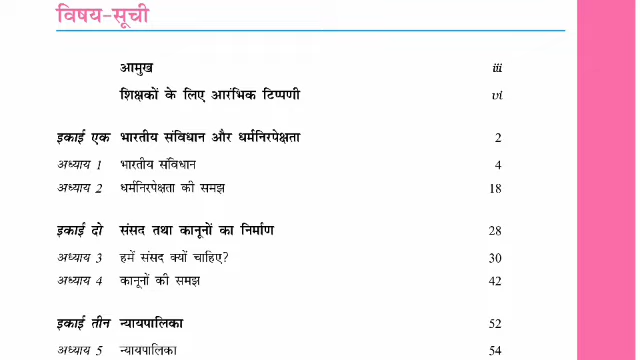 विषय-सूची
आमुख iii
शिक्षकों के लिए आरंभिक टिप्पणी vi
इकाई एक भारतीय संविधान और धर्मनिरपेक्षता 2
अध्याय 1 भारतीय संविधान 4
अध्याय 2 धर्मनिरपेक्षता की समझ 18
इकाई दो संसद तथा कानूनों का निर्माण 28
अध्याय 3 हमें संसद क्यों चाहिए? 30
अध्याय 4 कानूनों की समझ 42
इकाई तीन न्यायपालिका 52
अध्याय 5 न्यायपालिका 54